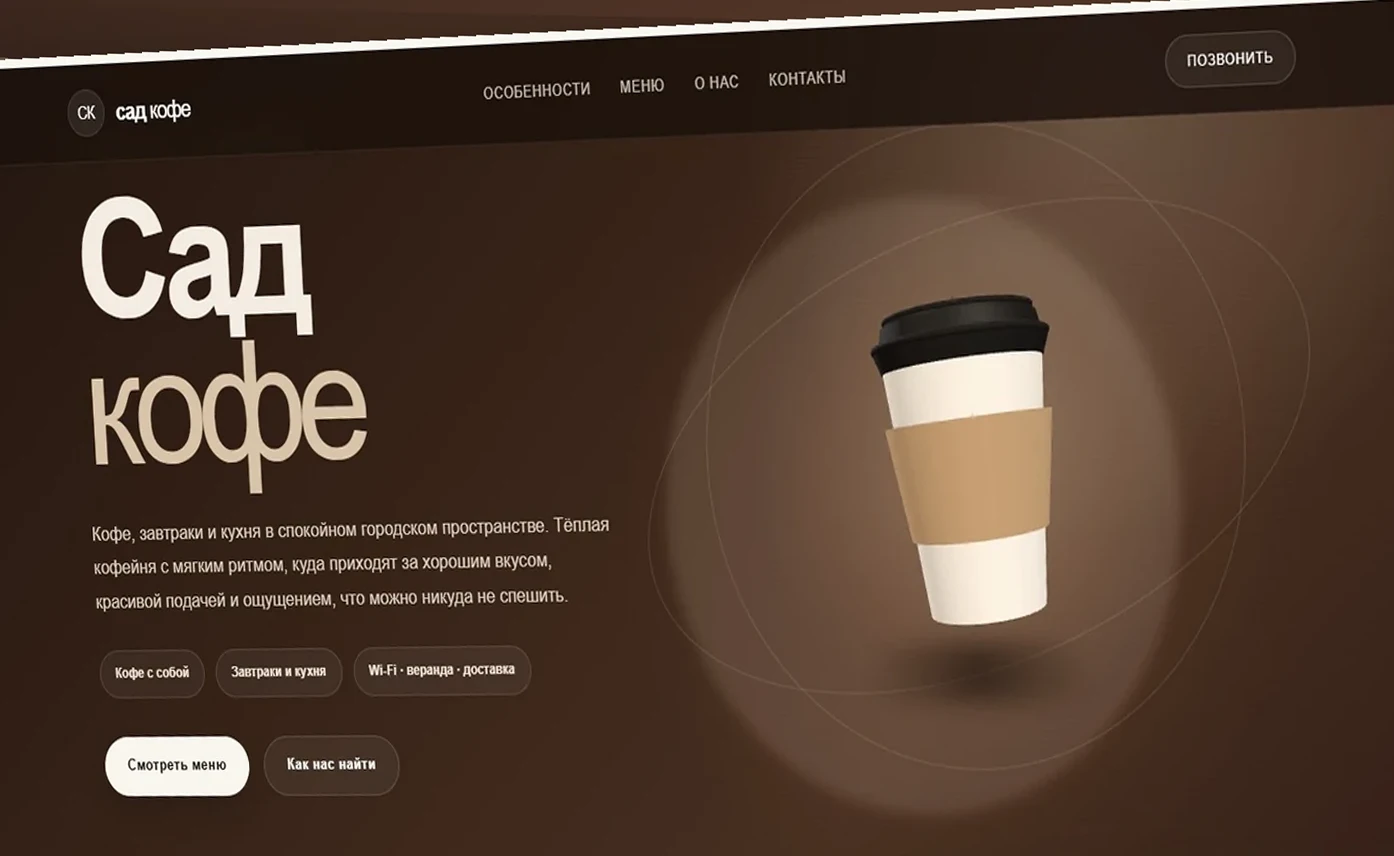 СК
сад кофе
ОСОБЕННОСТИ МЕНЮ О НАС КОНТАКТЫ
ПОЗВОНИТЬ
Сад
кофе
Кофе, завтраки и кухня в спокойном городском пространстве. Тёплая
кофейня с мягким ритмом, куда приходят за хорошим вкусом,
красивой подачей и ощущением, что можно никуда не спешить.
Кофе с собой
Завтраки и кухня
Wi-Fi · веранда · доставка
Смотреть меню
Как нас найти